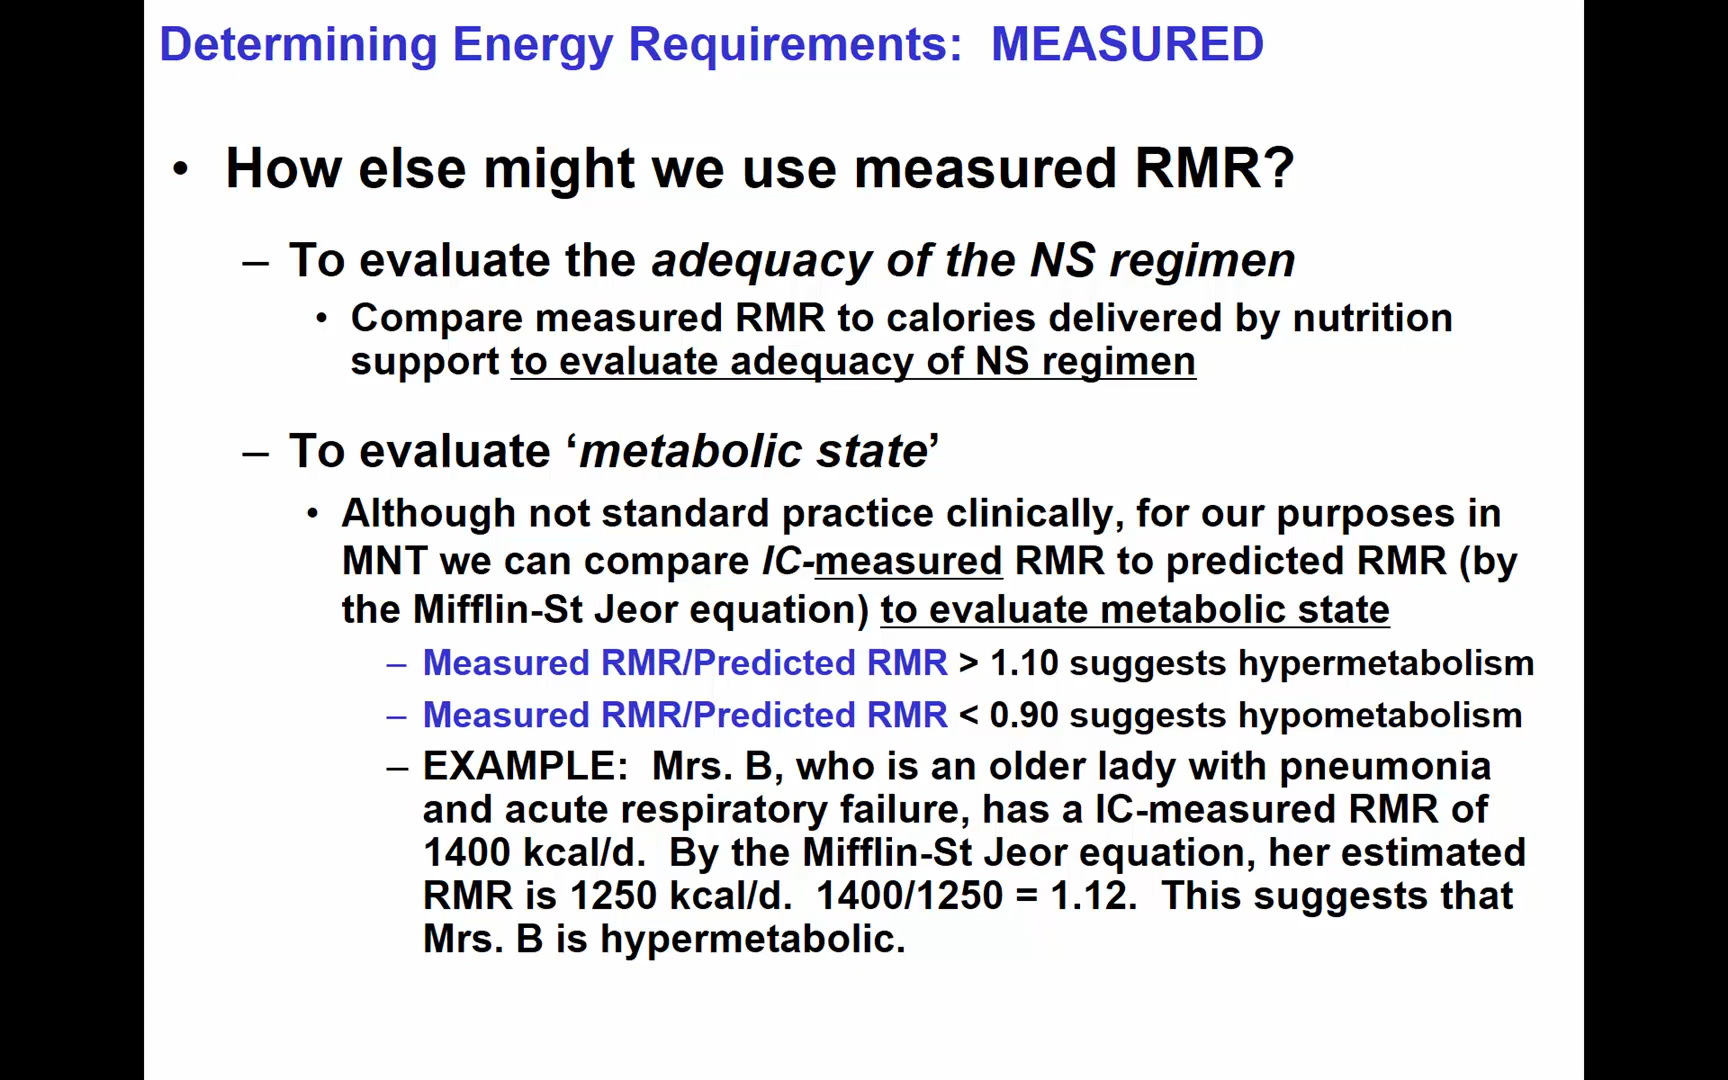 Determining Energy Requirements: MEASURED
• How else might we use measured RMR?
– To evaluate the adequacy of the NS regimen
• Compare measured RMR to calories delivered by nutrition
support to evaluate adequacy of NS regimen
– To evaluate ‘metabolic state’
• Although not standard practice clinically, for our purposes in
MNT we can compare IC-measured RMR to predicted RMR (by
the Mifflin-St Jeor equation) to evaluate metabolic state
– Measured RMR/Predicted RMR > 1.10 suggests hypermetabolism
– Measured RMR/Predicted RMR < 0.90 suggests hypometabolism
– EXAMPLE: Mrs. B, who is an older lady with pneumonia
and acute respiratory failure, has a IC-measured RMR of
1400 kcal/d. By the Mifflin-St Jeor equation, her estimated
RMR is 1250 kcal/d. 1400/1250 = 1.12. This suggests that
Mrs. B is hypermetabolic.